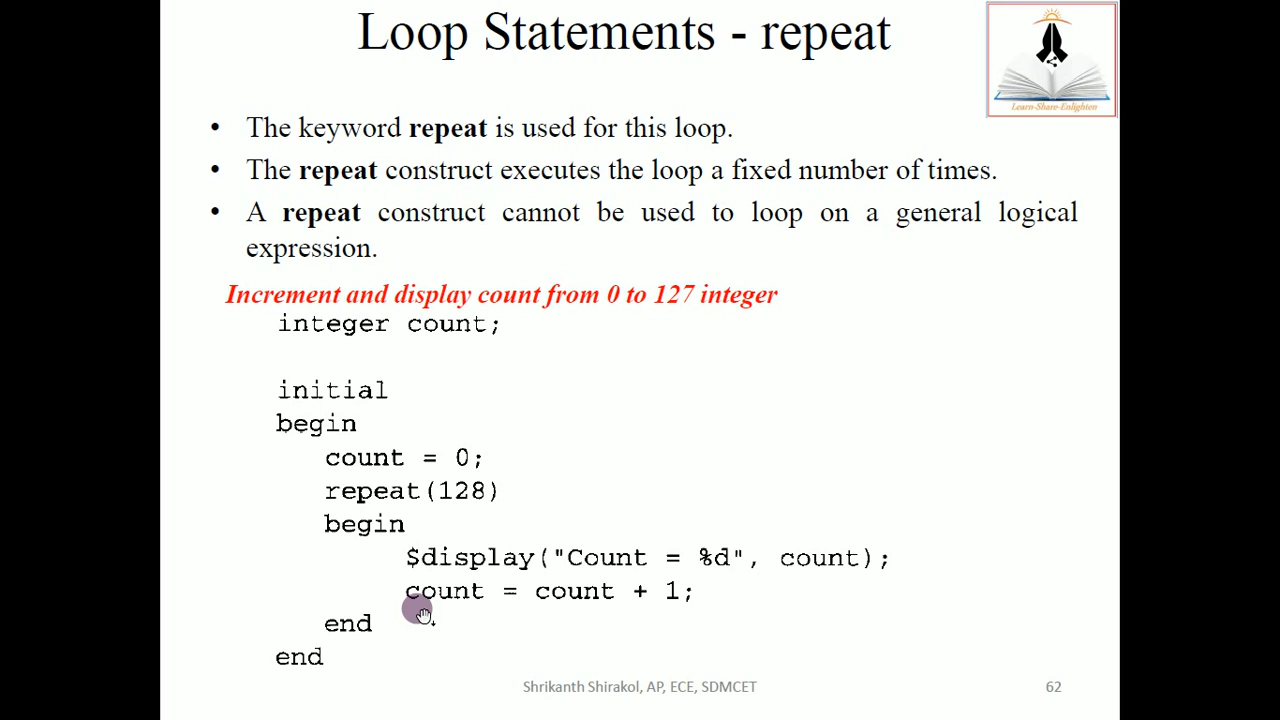 Loop Statements - repeat
Learn-Share-Enlighten
• The keyword repeat is used for this loop.
• The repeat construct executes the loop a fixed number of times.
• A repeat construct cannot be used to loop on a general logical
expression.
Increment and display count from 0 to 127 integer
integer count;
initial
begin
count = 0;
repeat(128)
begin
$display("Count = %d", count);
count = count + 1;
end
end
Shrikanth Shirakol, AP, ECE, SDMCET
62